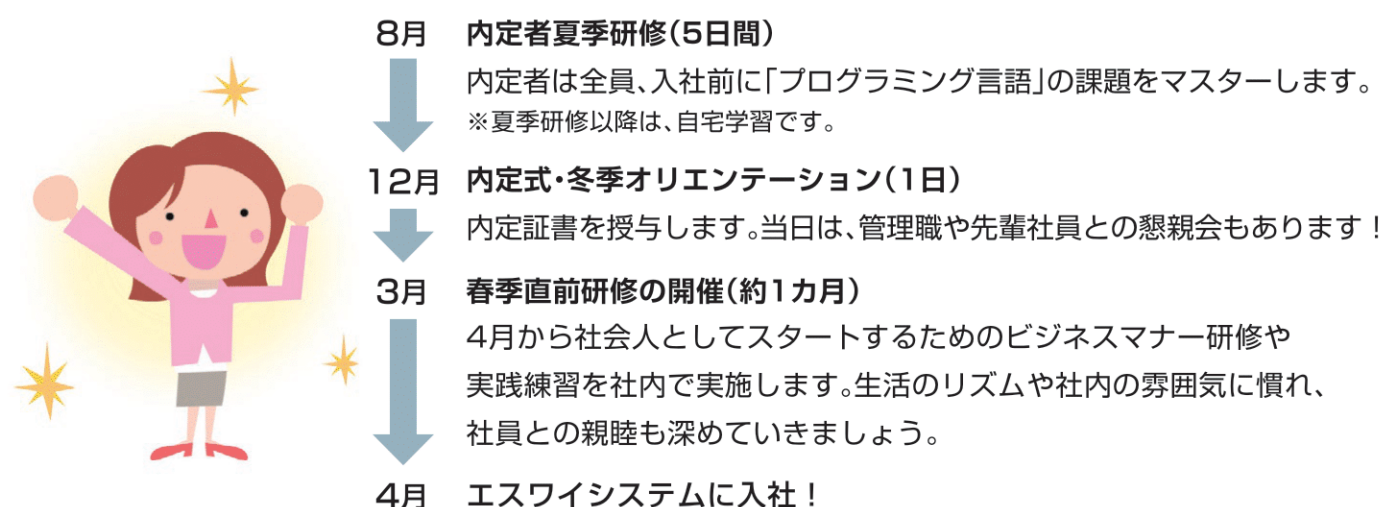 8月 内定者夏季研修(5日間)
内定者は全員、入社前に「プログラミング言語」の課題をマスターします。
※夏季研修以降は、自宅学習です。
12月 内定式・冬季オリエンテーション(1日)
内定証書を授与します。当日は、管理職や先輩社員との懇親会もあります！
3月 春季直前研修の開催(約1カ月)
4月から社会人としてスタートするためのビジネスマナー研修や
実践練習を社内で実施します。生活のリズムや社内の雰囲気に慣れ、
社員との親睦も深めていきましょう。
4月 エスワイシステムに入社！